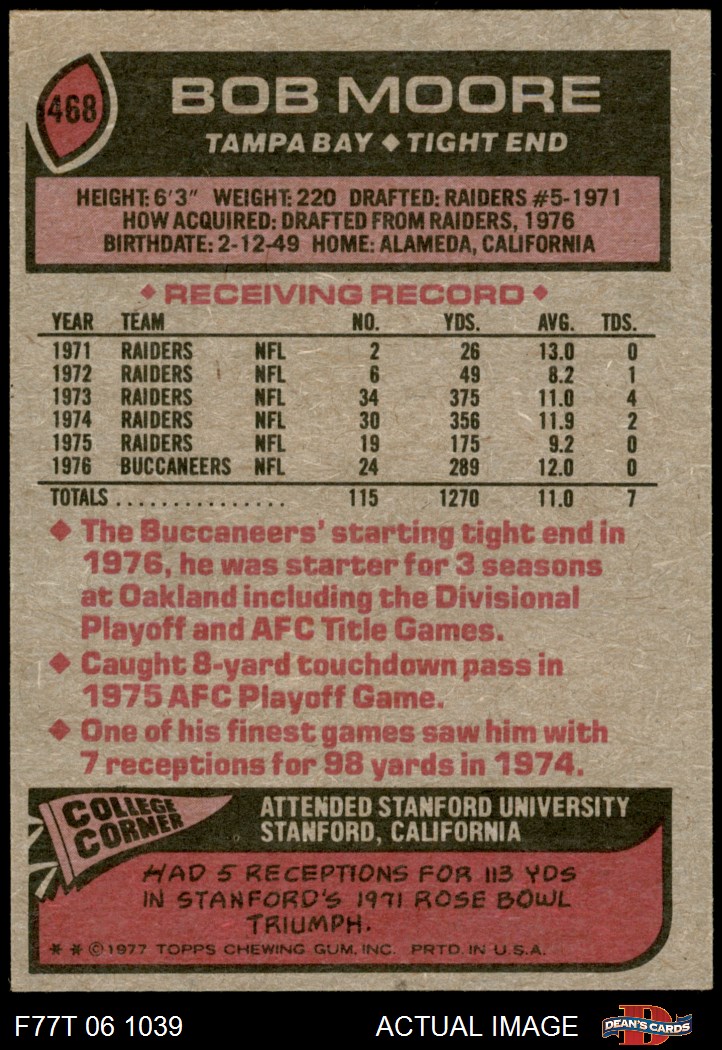 468
BOB MOORE
TAMPA BAY ◆ TIGHT END
HEIGHT: 6'3" WEIGHT: 220 DRAFTED: RAIDERS #5-1971
HOW ACQUIRED: DRAFTED FROM RAIDERS, 1976
BIRTHDATE: 2-12-49 HOME: ALAMEDA, CALIFORNIA
◆ RECEIVING RECORD ◆
YEAR TEAM NO. YDS. AVG. TDS.
1971 RAIDERS NFL 2 26 13.0 0
1972 RAIDERS NFL 6 49 8.2 1
1973 RAIDERS NFL 34 375 11.0 4
1974 RAIDERS NFL 30 356 11.9 2
1975 RAIDERS NFL 19 175 9.2 0
1976 BUCCANEERS NFL 24 289 12.0 0
TOTALS ................ 115 1270 11.0 7
◆ The Buccaneers' starting tight end in
1976, he was starter for 3 seasons
at Oakland including the Divisional
Playoff and AFC Title Games.
◆ Caught 8-yard touchdown pass in
1975 AFC Playoff Game.
◆ One of his finest games saw him with
7 receptions for 98 yards in 1974.
COLLEGE
CORNER
ATTENDED STANFORD UNIVERSITY
STANFORD, CALIFORNIA
HAD 5 RECEPTIONS FOR 113 YDS
IN STANFORD'S 1971 ROSE BOWL
TRIUMPH.
* * © 1977 TOPPS CHEWING GUM, INC. PRTD. IN U.S.A.
F77T 06 1039 ACTUAL IMAGE
D
DEAN'S CARDS